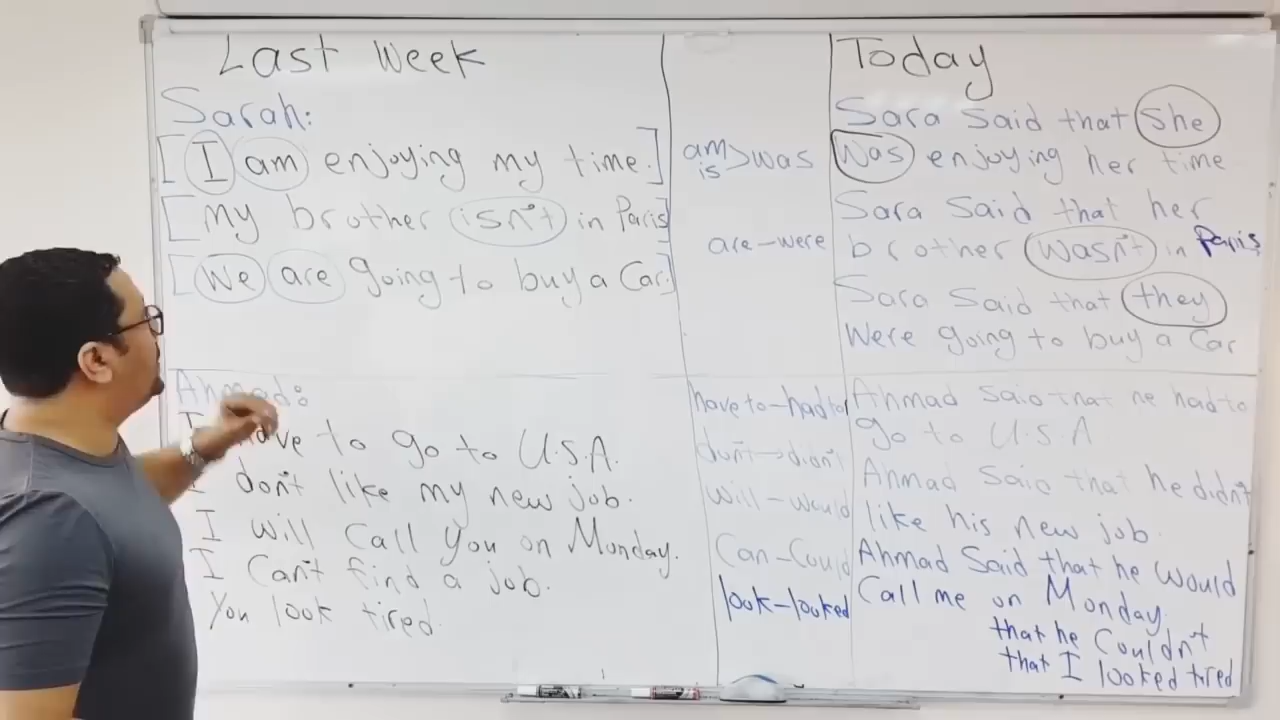 Last Week
Sarah:
[I am enjoying my time.]
[My brother isn't in Paris]
[We are going to buy a Car.]
Ahmad:
I have to go to U.S.A.
I don't like my new job.
I will Call you on Monday.
I Can't find a job.
You look tired.
am
is >was
are-were
have to-had to
don't→didn't
will-would
Can-Could
look-looked
Today
Sara Said that She
Was enjoying her time
Sara Said that her
brother wasn't in Paris
Sara Said that they
Were going to buy a Car
Ahmad Said that he had to
go to U.S.A
Ahmad Said that he didn't
like his new job.
Ahmad Said that he would
Call me on Monday.
that he Couldn't
that I looked tired